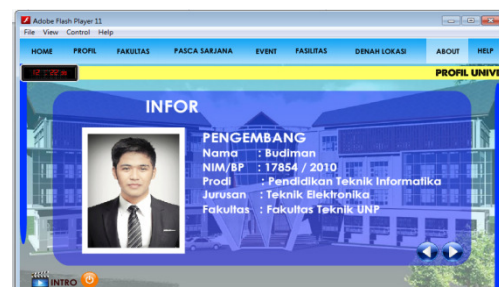 Adobe Flash Player 11
File View Control Help
HOME PROFIL FAKULTAS PASCA SARJANA EVENT FASILITAS DENAH LOKASI ABOUT HELP
PROFIL UNIVE
INFOR
PENGEMBANG
Nama : Budiman
NIM/BP : 17854 / 2010
Prodi : Pendidikan Teknik Informatika
Jurusan : Teknik Elektronika
Fakultas : Fakultas Teknik UNP
INTRO